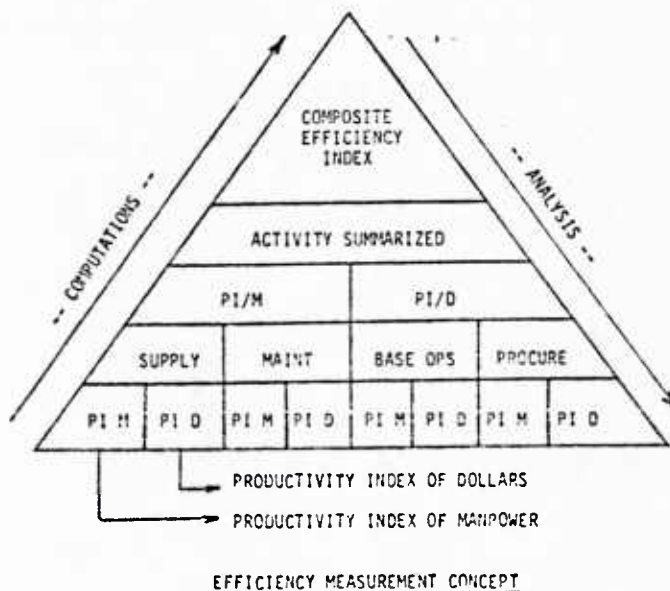 COMPOSITE
EFFICIENCY
INDEX
-- COMPUTATIONS --
-- ANALYSIS --
ACTIVITY SUMMARIZED
PI/M PI/D
SUPPLY MAINT BASE OPS PROCURE
PI M PI D PI M PI D PI M PI D PI M PI D
PRODUCTIVITY INDEX OF DOLLARS
PRODUCTIVITY INDEX OF MANPOWER
EFFICIENCY MEASUREMENT CONCEPT